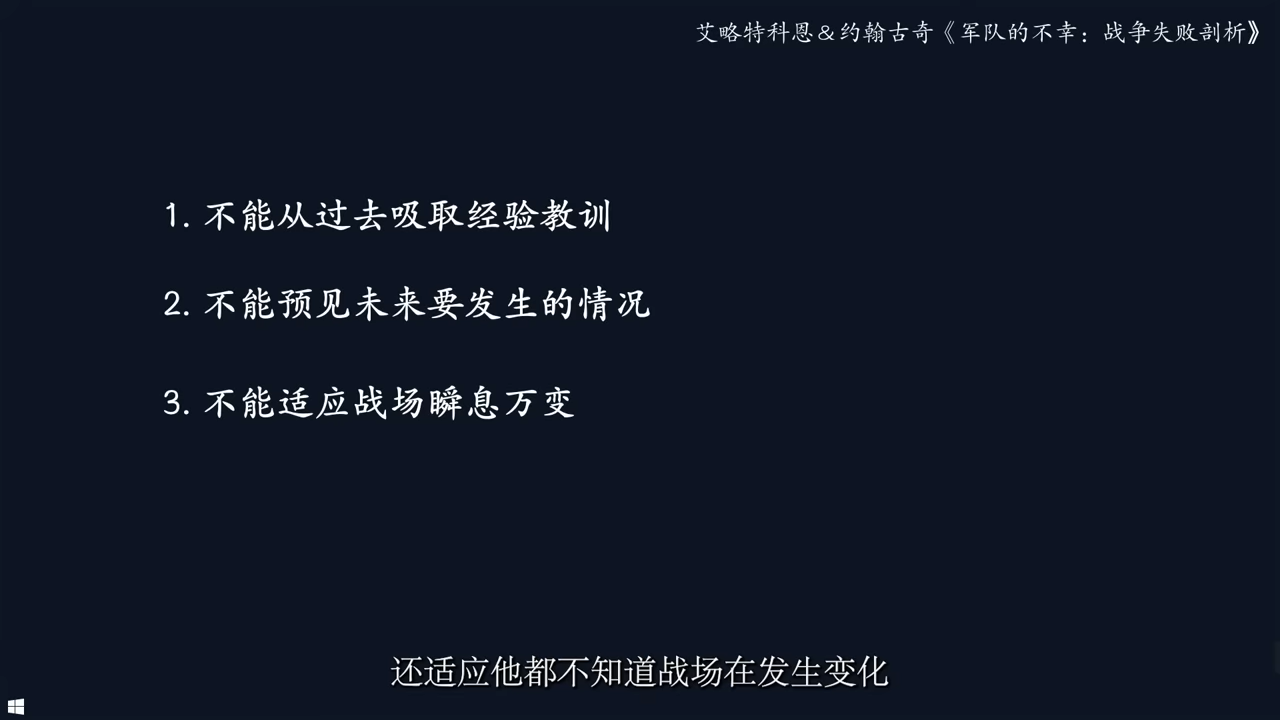 艾略特科恩&约翰古奇《军队的不幸：战争失败剖析》
1. 不能从过去吸取经验教训
2. 不能预见未来要发生的情况
3. 不能适应战场瞬息万变
还适应他都不知道战场在发生变化